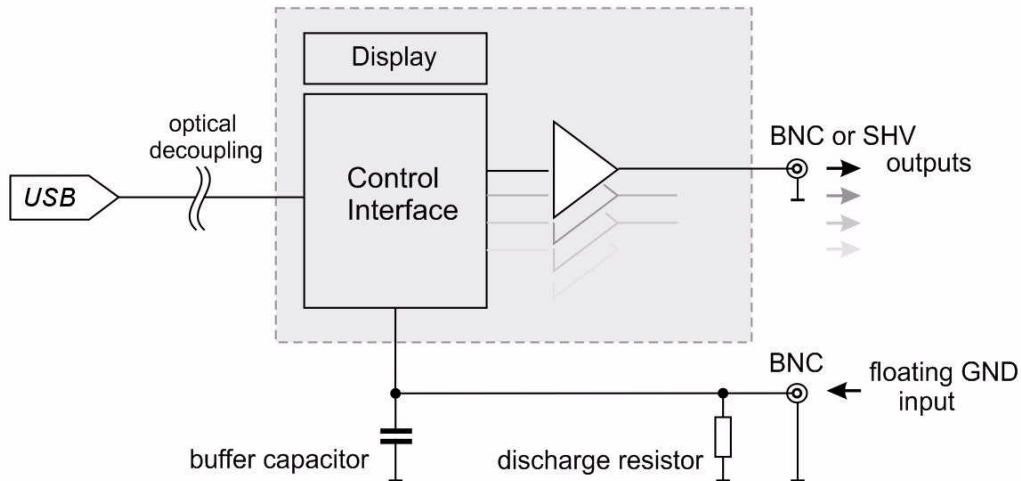 Display
optical
decoupling
BNC or SHV
outputs
USB
Control
Interface
BNC
floating GND
input
buffer capacitor
discharge resistor